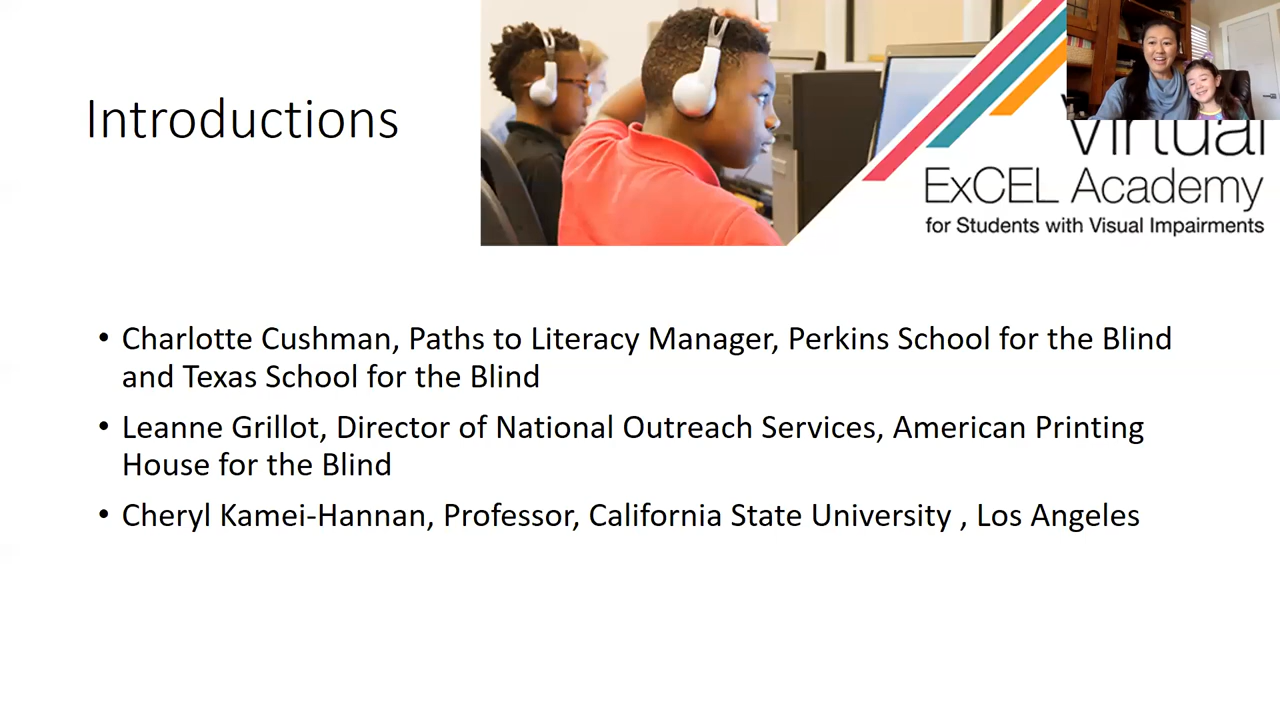 Introductions
Virtual
ExCEL Academy
for Students with Visual Impairments
• Charlotte Cushman, Paths to Literacy Manager, Perkins School for the Blind
and Texas School for the Blind
• Leanne Grillot, Director of National Outreach Services, American Printing
House for the Blind
• Cheryl Kamei-Hannan, Professor, California State University , Los Angeles